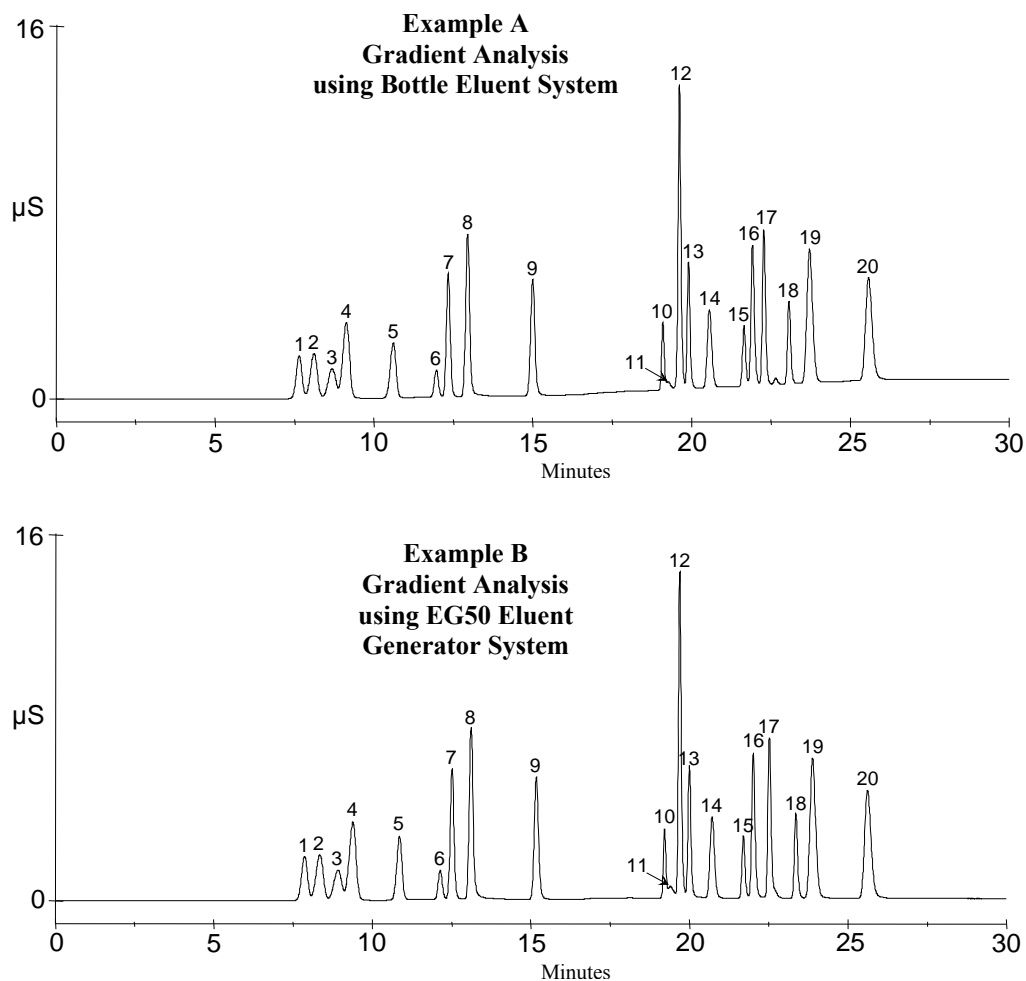 Example A
Gradient Analysis
using Bottle Eluent System
16
µS
0
1 2 3 4 5 6 7 8 9 10 11 12 13 14 15 16 17 18 19 20
0 5 10 15 20 25 30
Minutes
Example B
Gradient Analysis
using EG50 Eluent
Generator System
16
µS
0
1 2 3 4 5 6 7 8 9 10 11 12 13 14 15 16 17 18 19 20
0 5 10 15 20 25 30
Minutes